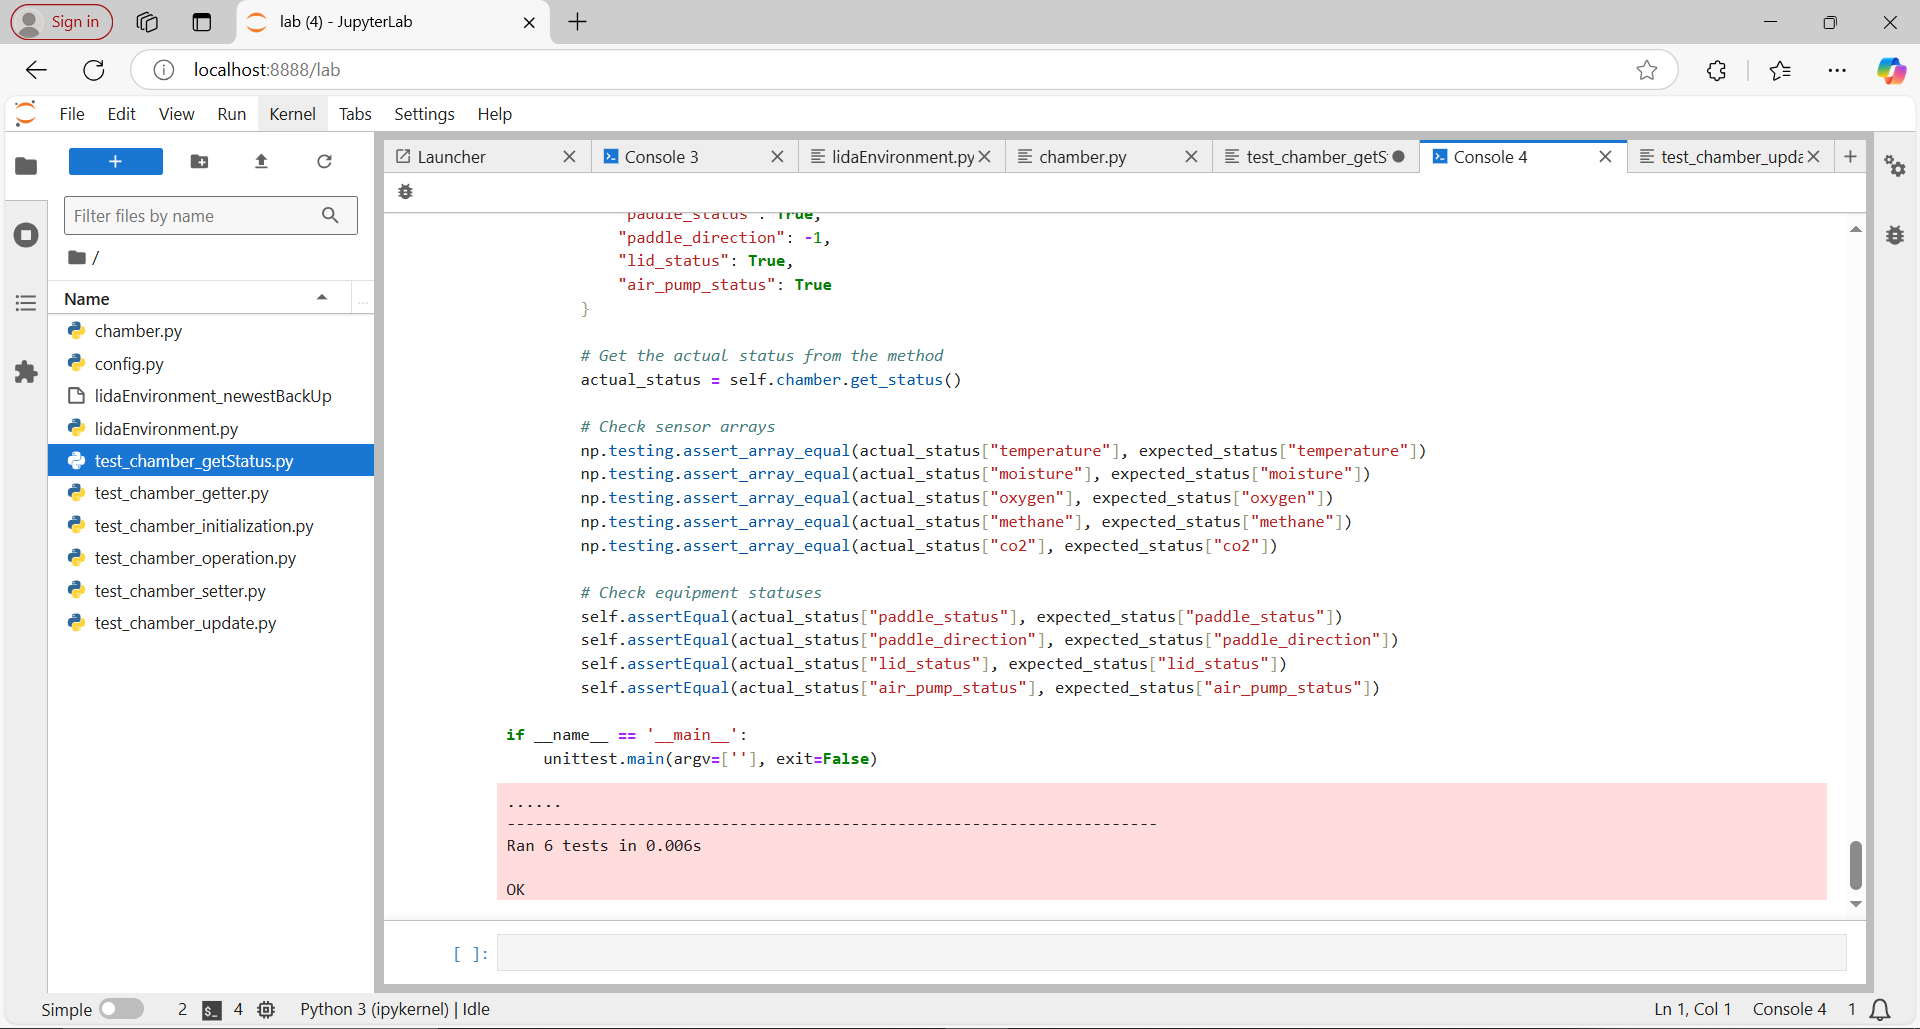 Sign in
lab (4) - JupyterLab
localhost:8888/lab
File Edit View Run Kernel Tabs Settings Help
Launcher
Console 3
lidaEnvironment.py
chamber.py
test_chamber_getS
Console 4
test_chamber_upda
Filter files by name
/
Name
...
chamber.py
config.py
lidaEnvironment_newestBackUp
lidaEnvironment.py
test_chamber_getStatus.py
test_chamber_getter.py
test_chamber_initialization.py
test_chamber_operation.py
test_chamber_setter.py
test_chamber_update.py
"paddle_status": True,
"paddle_direction": -1,
"lid_status": True,
"air_pump_status": True
}
# Get the actual status from the method
actual_status = self.chamber.get_status()
# Check sensor arrays
np.testing.assert_array_equal(actual_status["temperature"], expected_status["temperature"])
np.testing.assert_array_equal(actual_status["moisture"], expected_status["moisture"])
np.testing.assert_array_equal(actual_status["oxygen"], expected_status["oxygen"])
np.testing.assert_array_equal(actual_status["methane"], expected_status["methane"])
np.testing.assert_array_equal(actual_status["co2"], expected_status["co2"])
# Check equipment statuses
self.assertEqual(actual_status["paddle_status"], expected_status["paddle_status"])
self.assertEqual(actual_status["paddle_direction"], expected_status["paddle_direction"])
self.assertEqual(actual_status["lid_status"], expected_status["lid_status"])
self.assertEqual(actual_status["air_pump_status"], expected_status["air_pump_status"])
if __name__ == '__main__':
unittest.main(argv=[''], exit=False)
......
----------------------------------------------------------------------
Ran 6 tests in 0.006s
OK
[ ]:
Simple 2 $_ 4 Python 3 (ipykernel) | Idle Ln 1, Col 1 Console 4 1